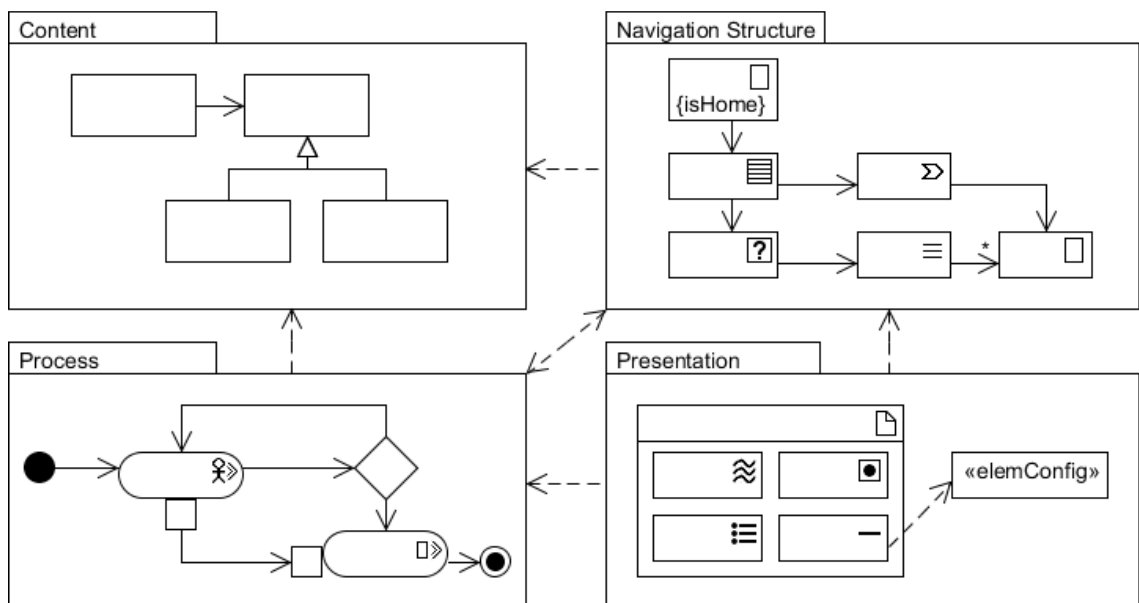 Content
Navigation Structure
{isHome}
?
*
Process
Presentation
«elemConfig»